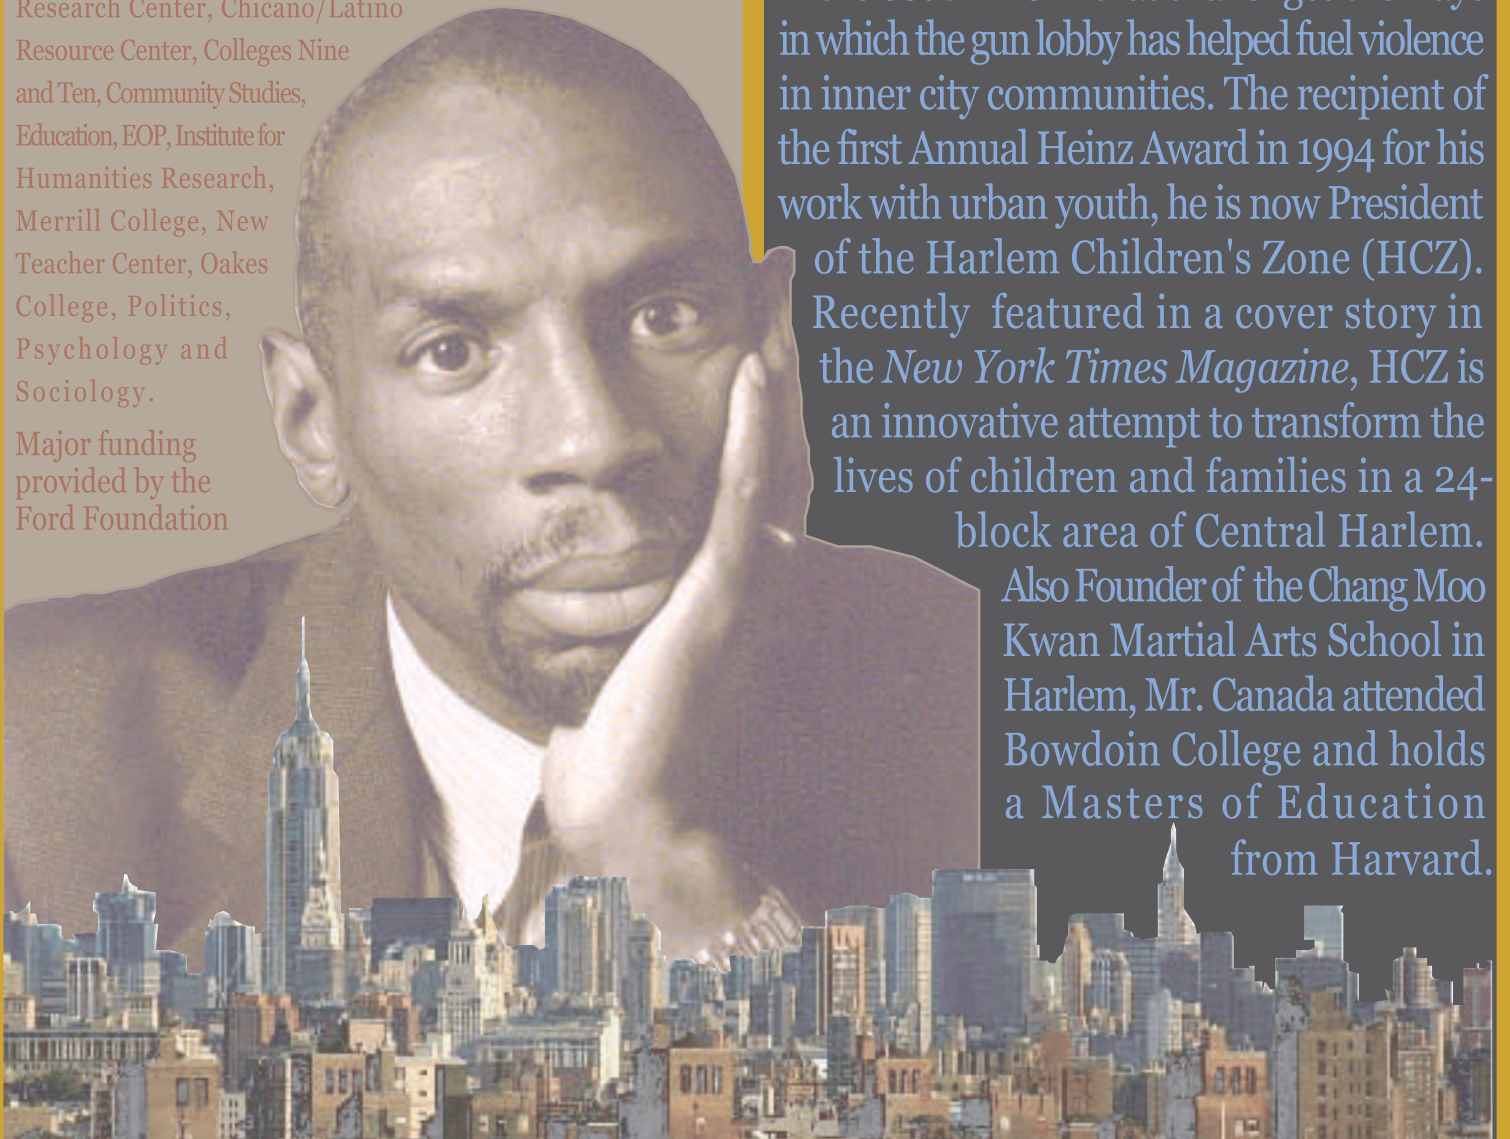 Research Center, Chicano/Latino
Resource Center, Colleges Nine
and Ten, Community Studies,
Education, EOP, Institute for
Humanities Research,
Merrill College, New
Teacher Center, Oakes
College, Politics,
Psychology and
Sociology.
Major funding
provided by the
Ford Foundation
in which the gun lobby has helped fuel violence
in inner city communities. The recipient of
the first Annual Heinz Award in 1994 for his
work with urban youth, he is now President
of the Harlem Children's Zone (HCZ).
Recently featured in a cover story in
the New York Times Magazine, HCZ is
an innovative attempt to transform the
lives of children and families in a 24-
block area of Central Harlem.
Also Founder of the Chang Moo
Kwan Martial Arts School in
Harlem, Mr. Canada attended
Bowdoin College and holds
a Masters of Education
from Harvard.